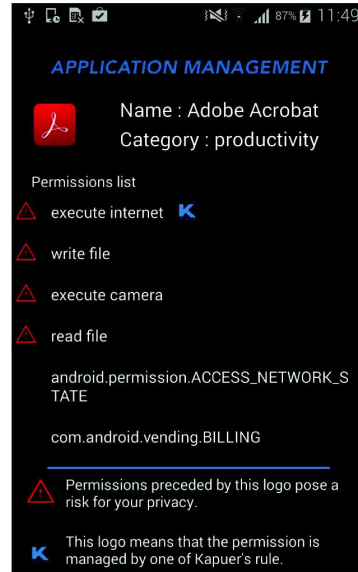 87% 11:49
APPLICATION MANAGEMENT
Name : Adobe Acrobat
Category : productivity
Permissions list
execute internet K
write file
execute camera
read file
android.permission.ACCESS_NETWORK_S
TATE
com.android.vending.BILLING
Permissions preceded by this logo pose a
risk for your privacy.
This logo means that the permission is
K managed by one of Kapuer's rule.